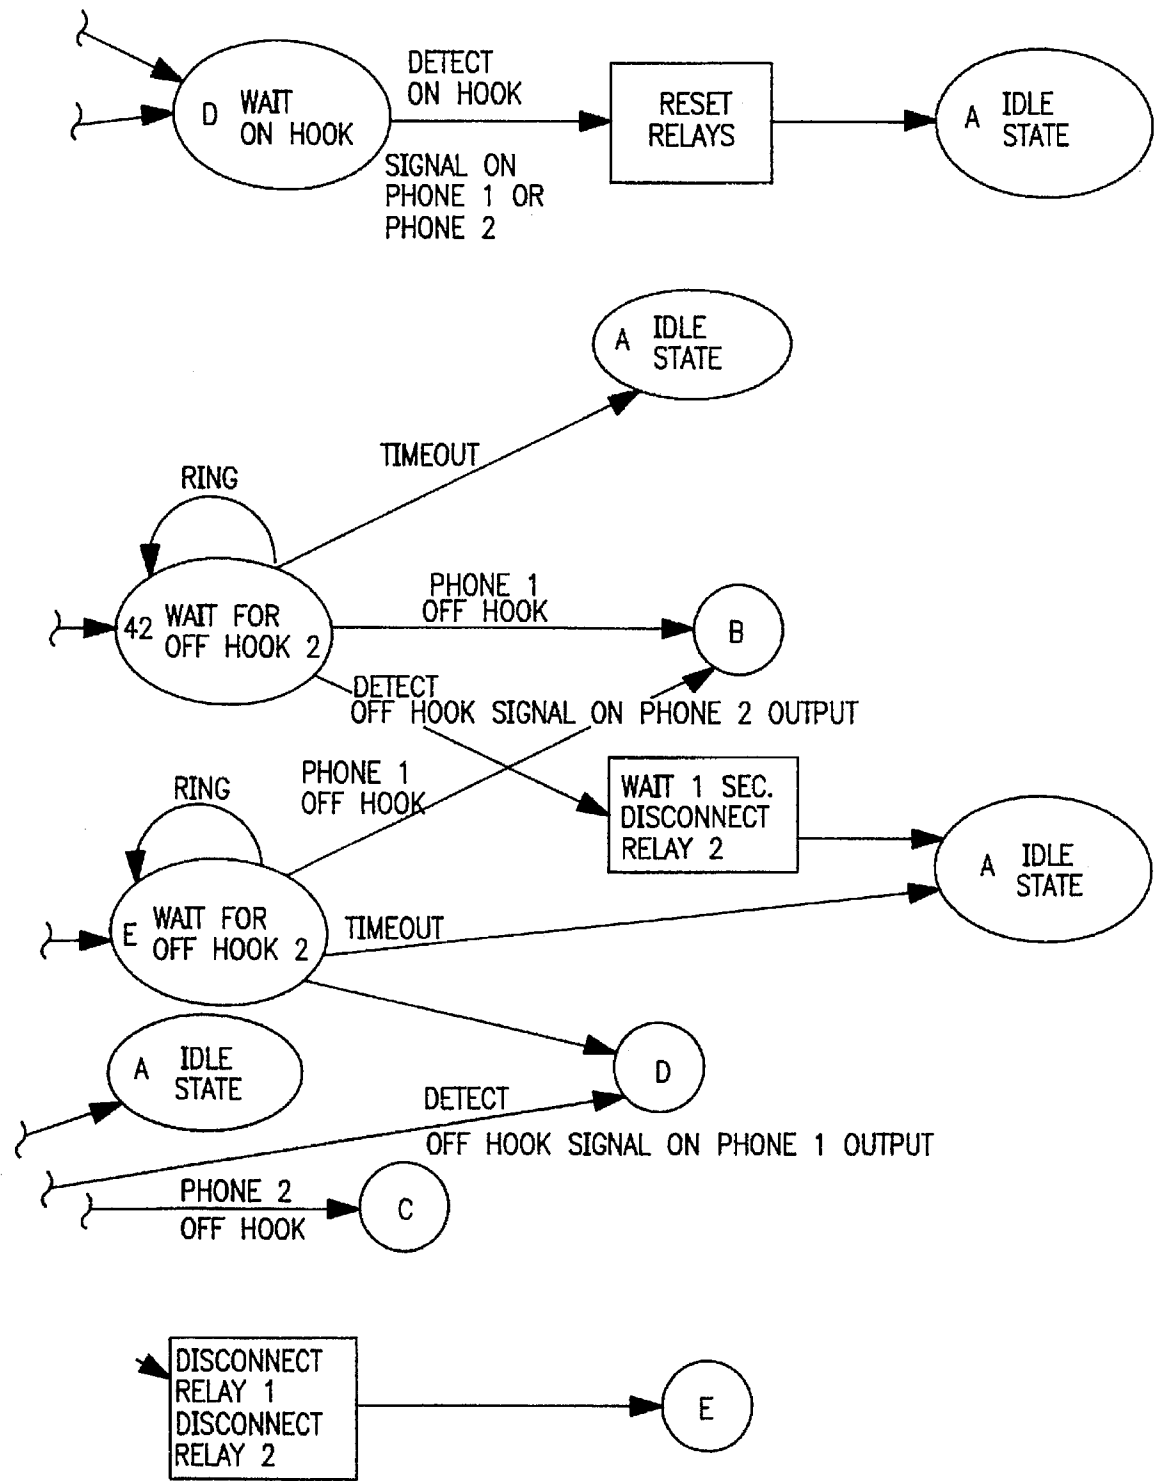 D WAIT
ON HOOK
DETECT
ON HOOK
SIGNAL ON
PHONE 1 OR
PHONE 2
RESET
RELAYS
A IDLE
STATE
A IDLE
STATE
TIMEOUT
RING
42 WAIT FOR
OFF HOOK 2
PHONE 1
OFF HOOK
B
DETECT
OFF HOOK SIGNAL ON PHONE 2 OUTPUT
PHONE 1
OFF HOOK
WAIT 1 SEC.
DISCONNECT
RELAY 2
A IDLE
STATE
RING
E WAIT FOR
OFF HOOK 2
TIMEOUT
A IDLE
STATE
D
DETECT
OFF HOOK SIGNAL ON PHONE 1 OUTPUT
PHONE 2
OFF HOOK
C
DISCONNECT
RELAY 1
DISCONNECT
RELAY 2
E